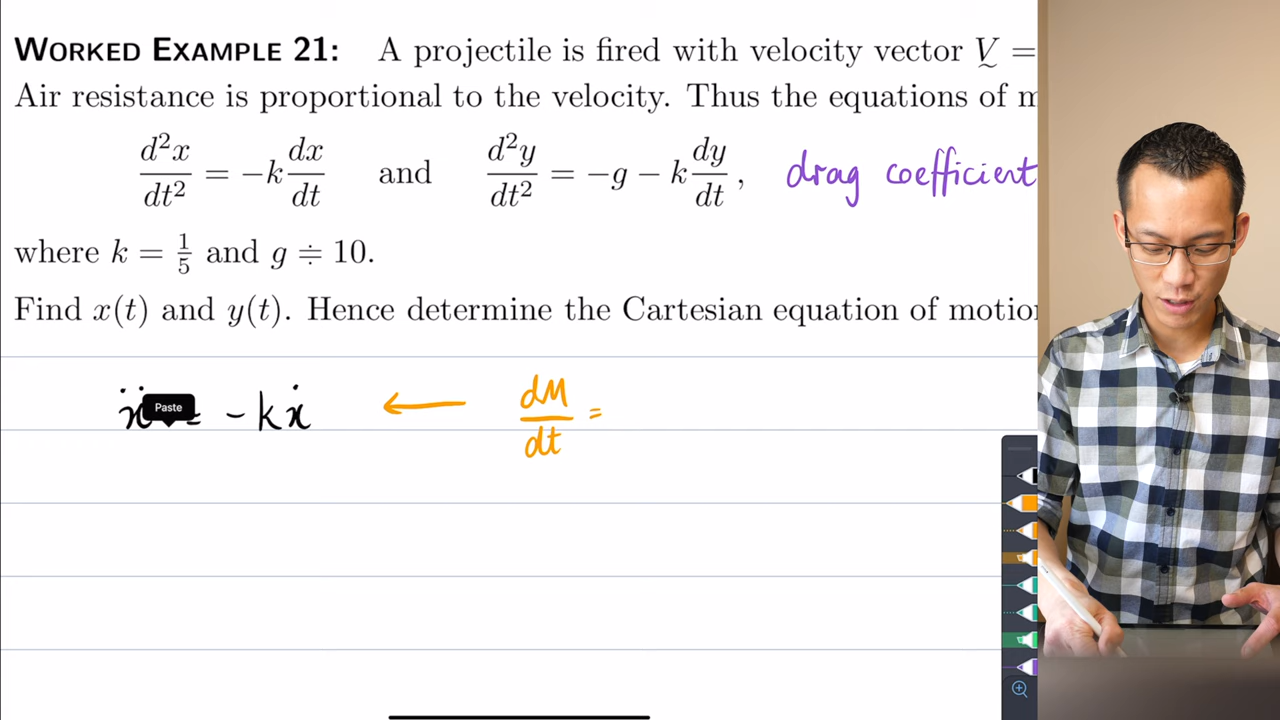 WORKED EXAMPLE 21: A projectile is fired with velocity vector V =
Air resistance is proportional to the velocity. Thus the equations of m
d²x/dt² = −k dx/dt and d²y/dt² = −g − k dy/dt , drag coefficient
where k = 1/5 and g ≑ 10.
Find x(t) and y(t). Hence determine the Cartesian equation of motio
ẍ = − kẋ ← dM/dt =
Paste